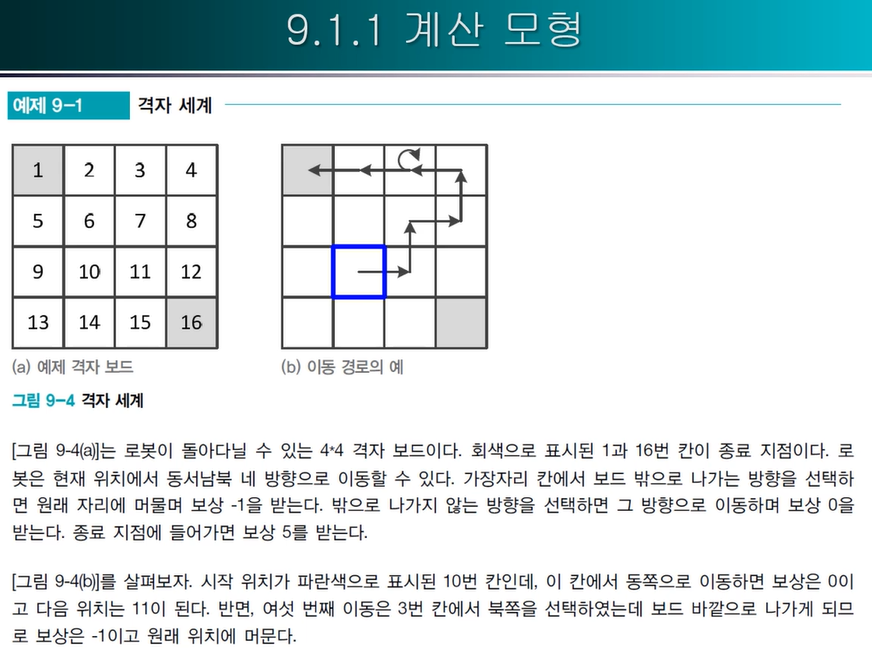 9.1.1 계산 모형
예제 9-1 격자 세계
1 2 3 4
5 6 7 8
9 10 11 12
13 14 15 16
(a) 예제 격자 보드 (b) 이동 경로의 예
그림 9-4 격자 세계
[그림 9-4(a)]는 로봇이 돌아다닐 수 있는 4*4 격자 보드이다. 회색으로 표시된 1과 16번 칸이 종료 지점이다. 로
봇은 현재 위치에서 동서남북 네 방향으로 이동할 수 있다. 가장자리 칸에서 보드 밖으로 나가는 방향을 선택하
면 원래 자리에 머물며 보상 -1을 받는다. 밖으로 나가지 않는 방향을 선택하면 그 방향으로 이동하며 보상 0을
받는다. 종료 지점에 들어가면 보상 5를 받는다.
[그림 9-4(b)]를 살펴보자. 시작 위치가 파란색으로 표시된 10번 칸인데, 이 칸에서 동쪽으로 이동하면 보상은 0이
고 다음 위치는 11이 된다. 반면, 여섯 번째 이동은 3번 칸에서 북쪽을 선택하였는데 보드 바깥으로 나가게 되므
로 보상은 -1이고 원래 위치에 머문다.